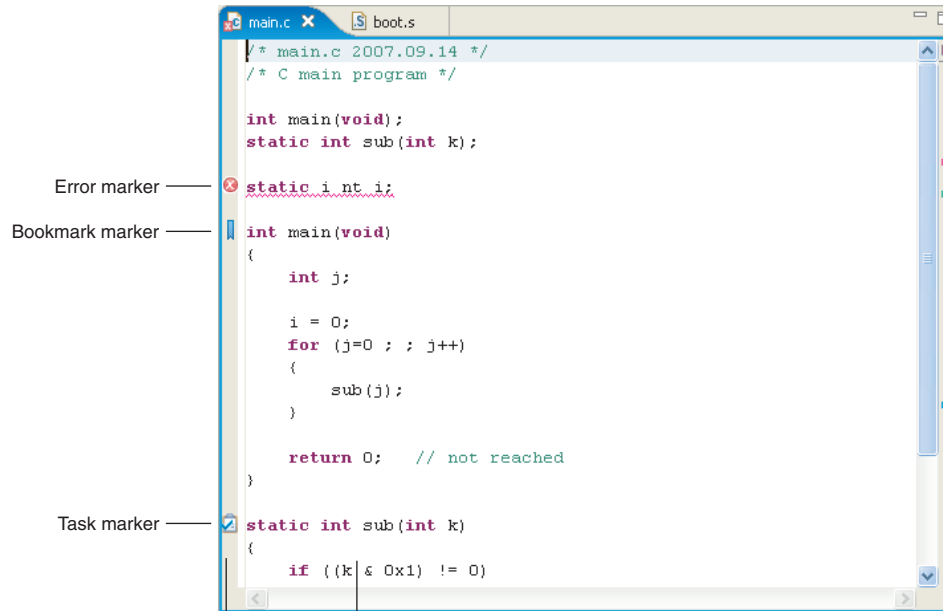 main.c boot.s
/* main.c 2007.09.14 */
/* C main program */
int main(void);
static int sub(int k);
Error marker static i nt i;
Bookmark marker int main(void)
{
int j;
i = 0;
for (j=0 ; ; j++)
{
sub(j);
}
return 0; // not reached
}
Task marker static int sub(int k)
{
if ((k & 0x1) != 0)